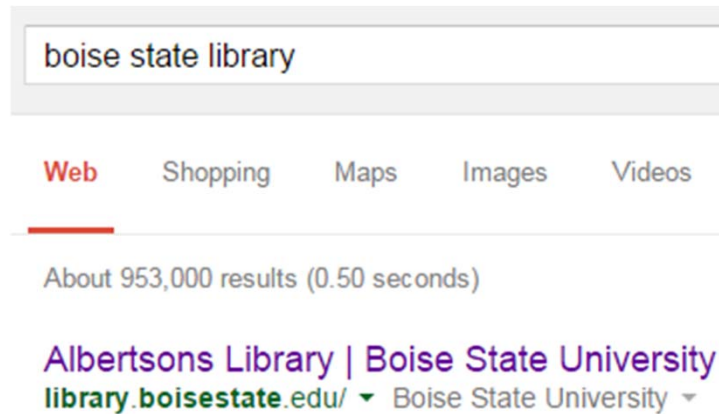 boise state library
Web Shopping Maps Images Videos
About 953,000 results (0.50 seconds)
Albertsons Library | Boise State University
library.boisestate.edu/ Boise State University